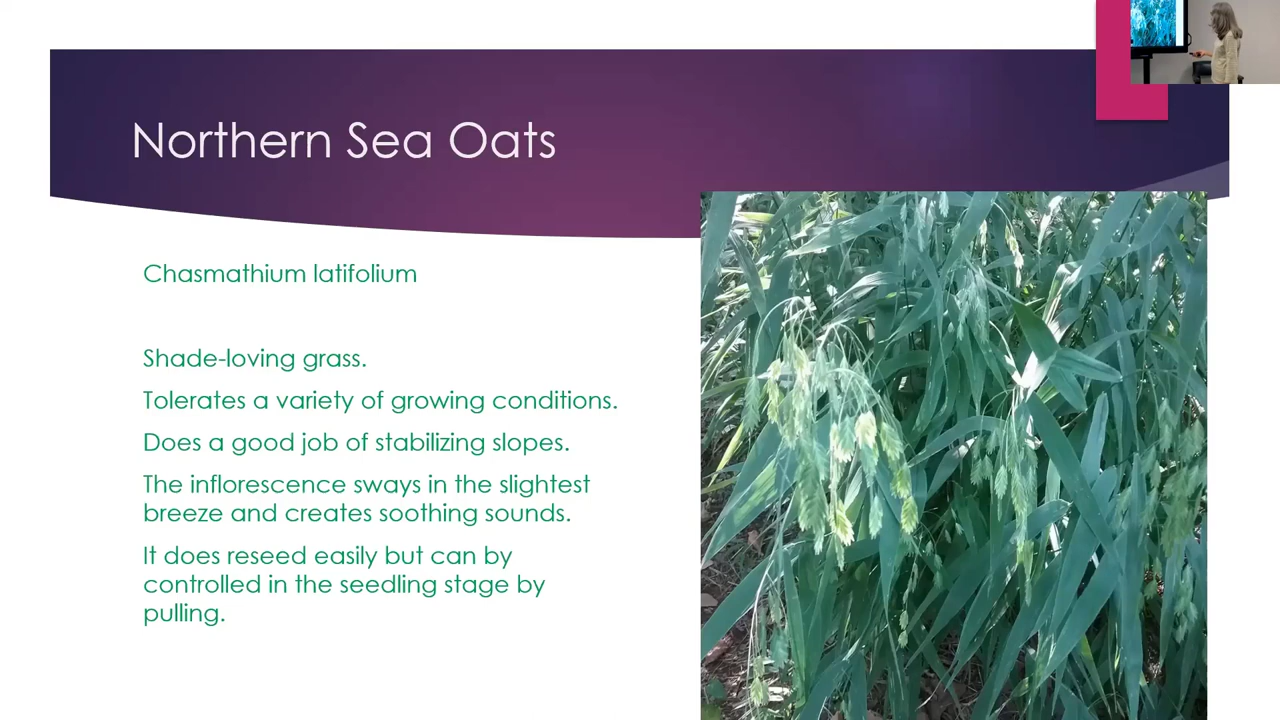 Northern Sea Oats
Chasmathium latifolium
Shade-loving grass.
Tolerates a variety of growing conditions.
Does a good job of stabilizing slopes.
The inflorescence sways in the slightest
breeze and creates soothing sounds.
It does reseed easily but can by
controlled in the seedling stage by
pulling.